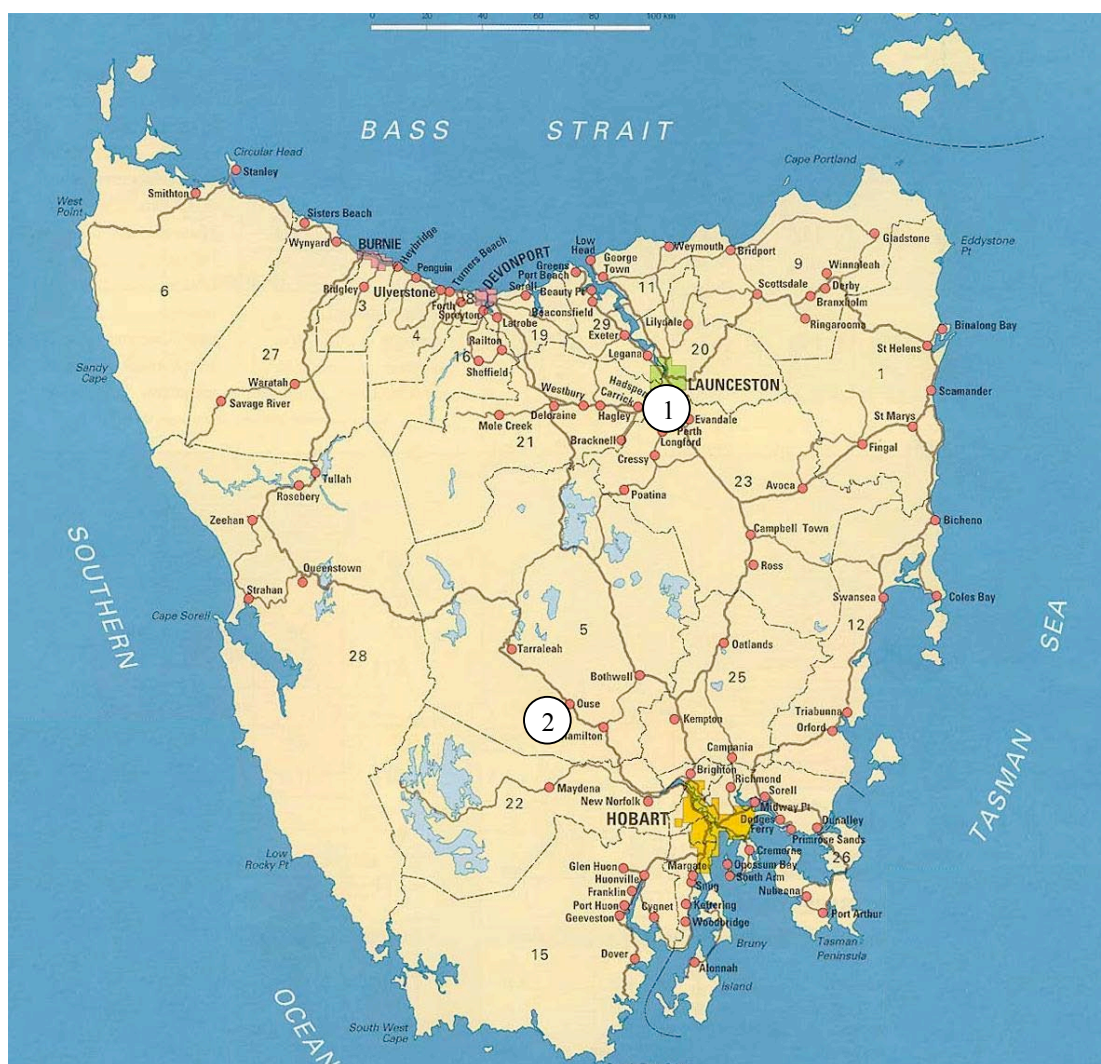 0 20 40 60 80 100 km
BASS STRAIT
Circular Head
Stanley
Cape Portland
Smithton
West
Point
Sisters Beach
Wynyard
BURNIE
Heybridge
Penguin
Turners Beach
DEVONPORT
Low
Head
George
Town
Weymouth
Bridport
Gladstone
Eddystone
Pt
6
2
Ridgley
3
Ulverstone
Forth
18
Spreyton
Sorell
Latrobe
Greens
Port Beach
Beauty Pt
Beaconsfield
11
9
Winnaleah
Derby
Scottsdale
Branxholm
Ringarooma
Binalong Bay
4
16
Railton
Sheffield
19
29
Exeter
Legana
Lilydale
20
St Helens
Sandy
Cape
27
Waratah
Savage River
LAUNCESTON
1
Scamander
Westbury
Carrick
Deloraine
Hagley
Mole Creek
1
Evandale
Perth
Longford
St Marys
Fingal
21
Bracknell
Cressy
Tullah
Rosebery
Poatina
23
Avoca
Zeehan
Campbell Town
Bicheno
Ross
Queenstown
Strahan
Cape Sorell
Swansea
Coles Bay
SOUTHERN
28
5
12
SEA
Tarraleah
Oatlands
Bothwell
25
Ouse
2
Hamilton
Kempton
Triabunna
Orford
Campania
TASMAN
Brighton
Richmond
Sorell
22
Maydena
New Norfolk
Midway Pt
HOBART
Dodges
Ferry
Dunalley
Primrose Sands
Low
Rocky Pt
Cremorne
26
Glen Huon
Margate
Opossum Bay
Huonville
South Arm
Snug
Franklin
Nubeena
Port Huon
Cygnet
Kettering
Geeveston
Woodbridge
Port Arthur
15
Dover
Bruny
Tasman
Peninsula
Alonnah
Island
OCEAN
South West
Cape